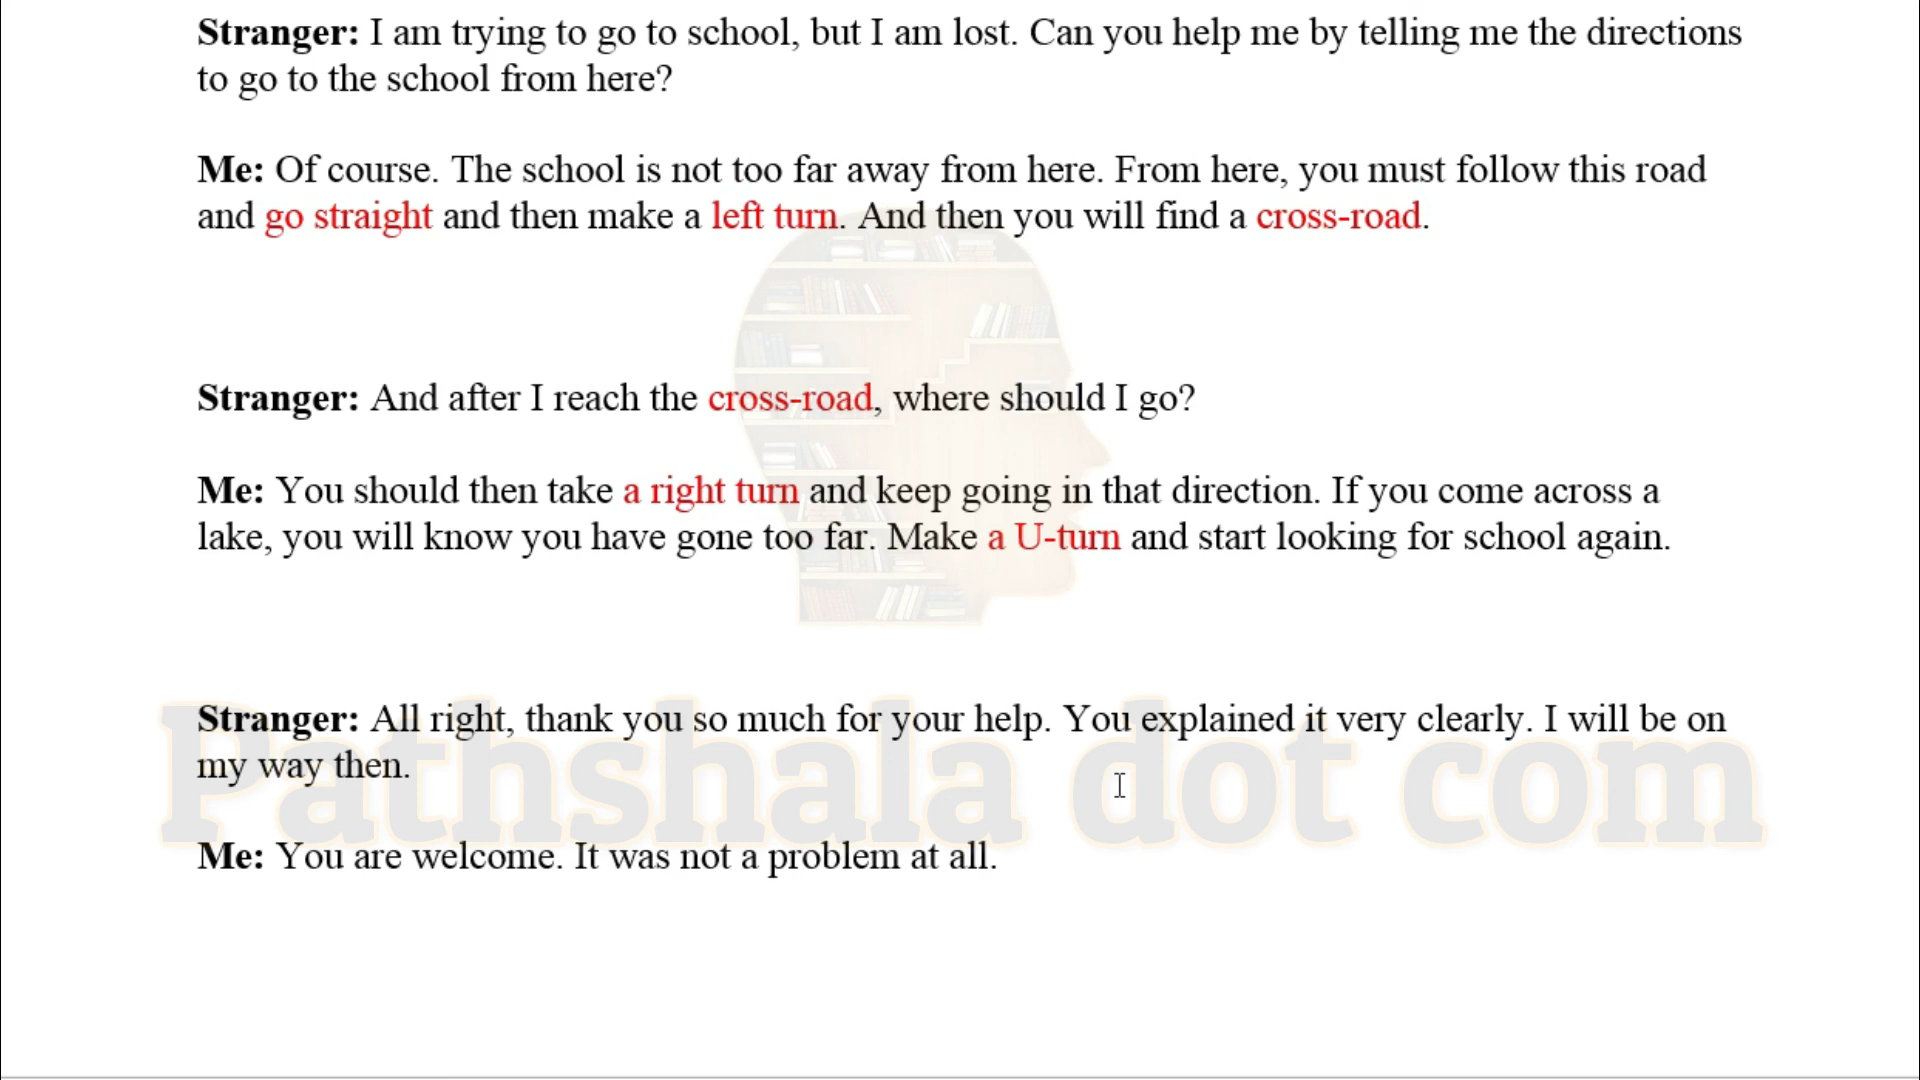 Stranger: I am trying to go to school, but I am lost. Can you help me by telling me the directions
to go to the school from here?
Me: Of course. The school is not too far away from here. From here, you must follow this road
and go straight and then make a left turn. And then you will find a cross-road.
Stranger: And after I reach the cross-road, where should I go?
Me: You should then take a right turn and keep going in that direction. If you come across a
lake, you will know you have gone too far. Make a U-turn and start looking for school again.
Stranger: All right, thank you so much for your help. You explained it very clearly. I will be on
my way then.
Pathshala dot com
Me: You are welcome. It was not a problem at all.